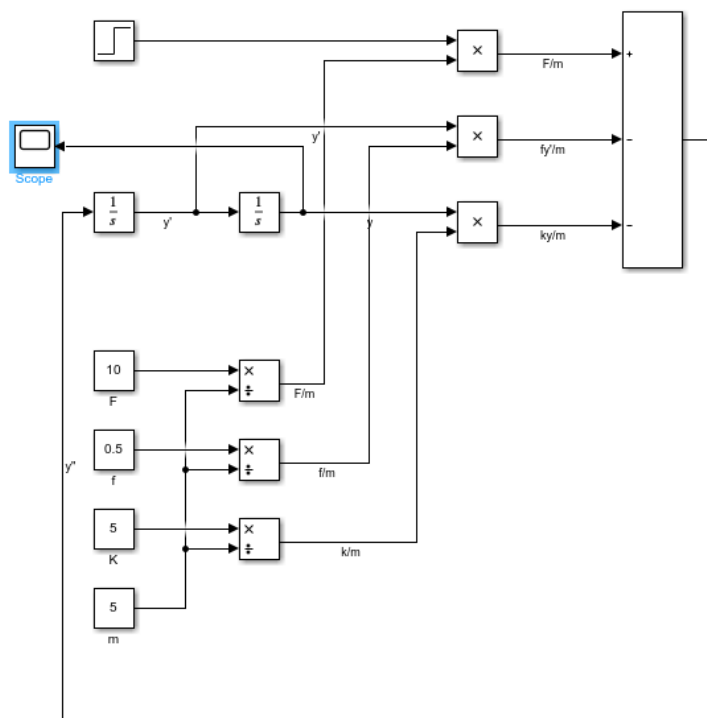 ×
F/m
+
y'
×
fy'/m
−
Scope
1
s
y'
1
s
y
×
ky/m
−
10
F
×
÷
F/m
0.5
f
×
÷
f/m
y''
5
K
×
÷
k/m
5
m